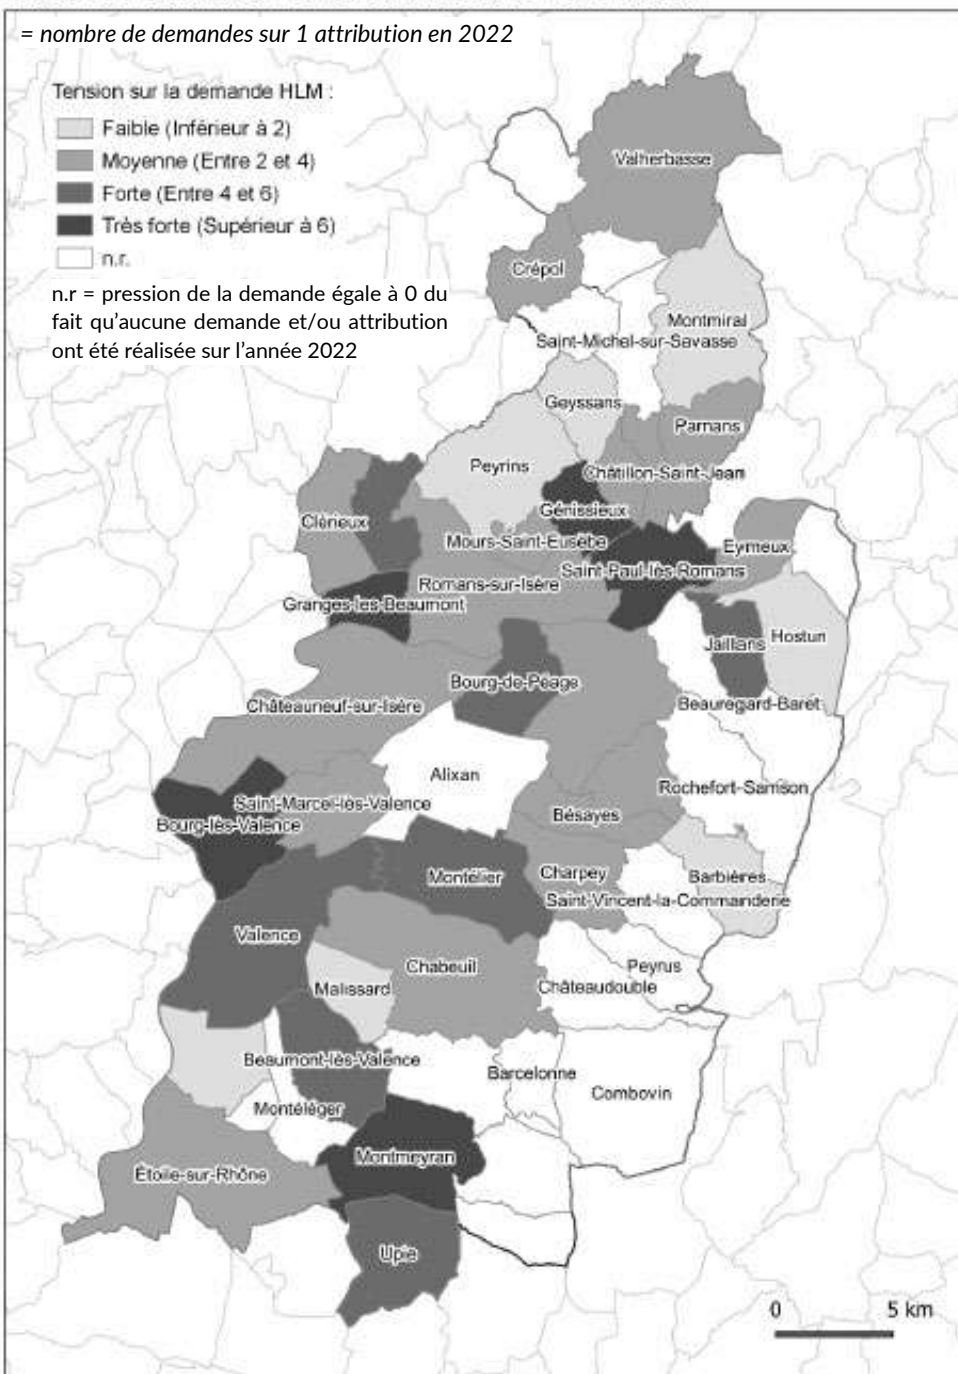 = nombre de demandes sur 1 attribution en 2022
Tension sur la demande HLM :
Faible (Inférieur à 2)
Moyenne (Entre 2 et 4)
Forte (Entre 4 et 6)
Très forte (Supérieur à 6)
n.r.
n.r = pression de la demande égale à 0 du
fait qu’aucune demande et/ou attribution
ont été réalisée sur l’année 2022
Valherbasse
Crépol
Montmiral
Saint-Michel-sur-Savasse
Geyssans
Parnans
Peyrins
Châtillon-Saint-Jean
Génissieux
Clérieux
Mours-Saint-Eusèbe
Eymeux
Saint-Paul-lès-Romans
Romans-sur-Isère
Granges-les-Beaumont
Jaillans
Hostun
Bourg-de-Péage
Châteauneuf-sur-Isère
Beauregard-Baret
Alixan
Rochefort-Samson
Saint-Marcel-lès-Valence
Bourg-lès-Valence
Bésayes
Montélier
Charpey
Barbières
Saint-Vincent-la-Commanderie
Valence
Chabeuil
Peyrus
Malissard
Châteaudouble
Beaumont-lès-Valence
Barcelonne
Combovin
Montéléger
Montmeyran
Étoile-sur-Rhône
Upie
0 5 km